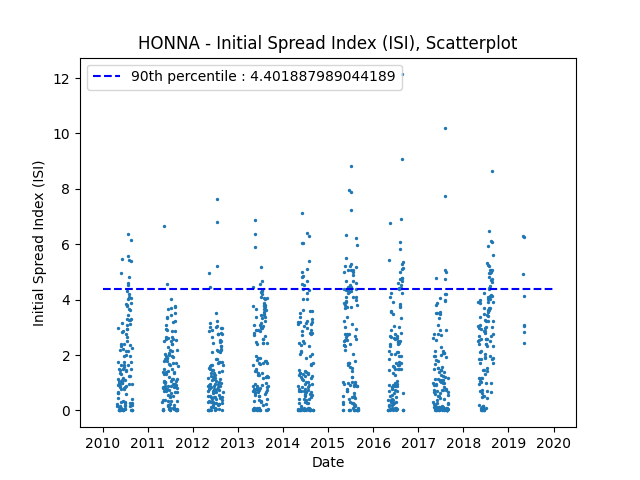 HONNA - Initial Spread Index (ISI), Scatterplot
90th percentile : 4.401887989044189
12
10
8
6
4
2
0
Initial Spread Index (ISI)
2010 2011 2012 2013 2014 2015 2016 2017 2018 2019 2020
Date